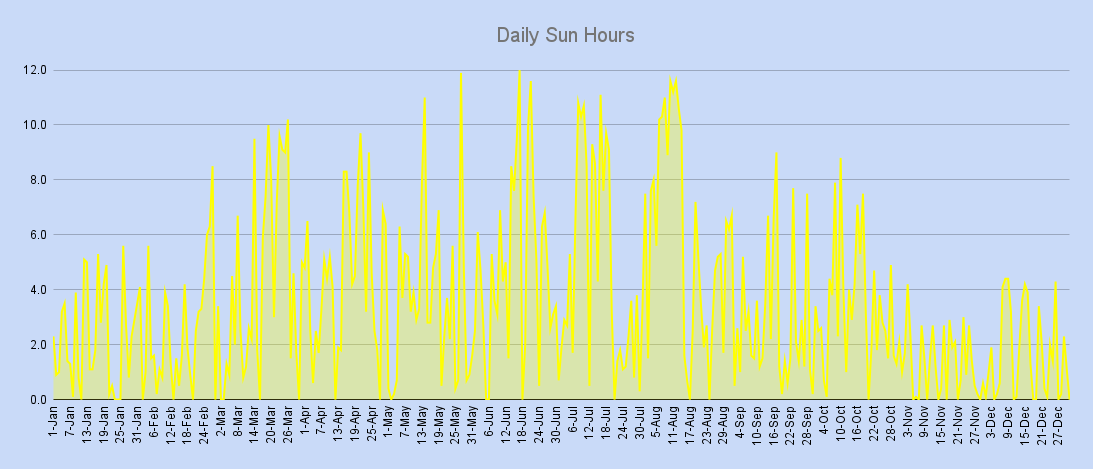 Daily Sun Hours
12.0
10.0
8.0
6.0
4.0
2.0
0.0
1-Jan
7-Jan
13-Jan
19-Jan
25-Jan
31-Jan
6-Feb
12-Feb
18-Feb
24-Feb
2-Mar
8-Mar
14-Mar
20-Mar
26-Mar
1-Apr
7-Apr
13-Apr
19-Apr
25-Apr
1-May
7-May
13-May
19-May
25-May
31-May
6-Jun
12-Jun
18-Jun
24-Jun
30-Jun
6-Jul
12-Jul
18-Jul
24-Jul
30-Jul
5-Aug
11-Aug
17-Aug
23-Aug
29-Aug
4-Sep
10-Sep
16-Sep
22-Sep
28-Sep
4-Oct
10-Oct
16-Oct
22-Oct
28-Oct
3-Nov
9-Nov
15-Nov
21-Nov
27-Nov
3-Dec
9-Dec
15-Dec
21-Dec
27-Dec